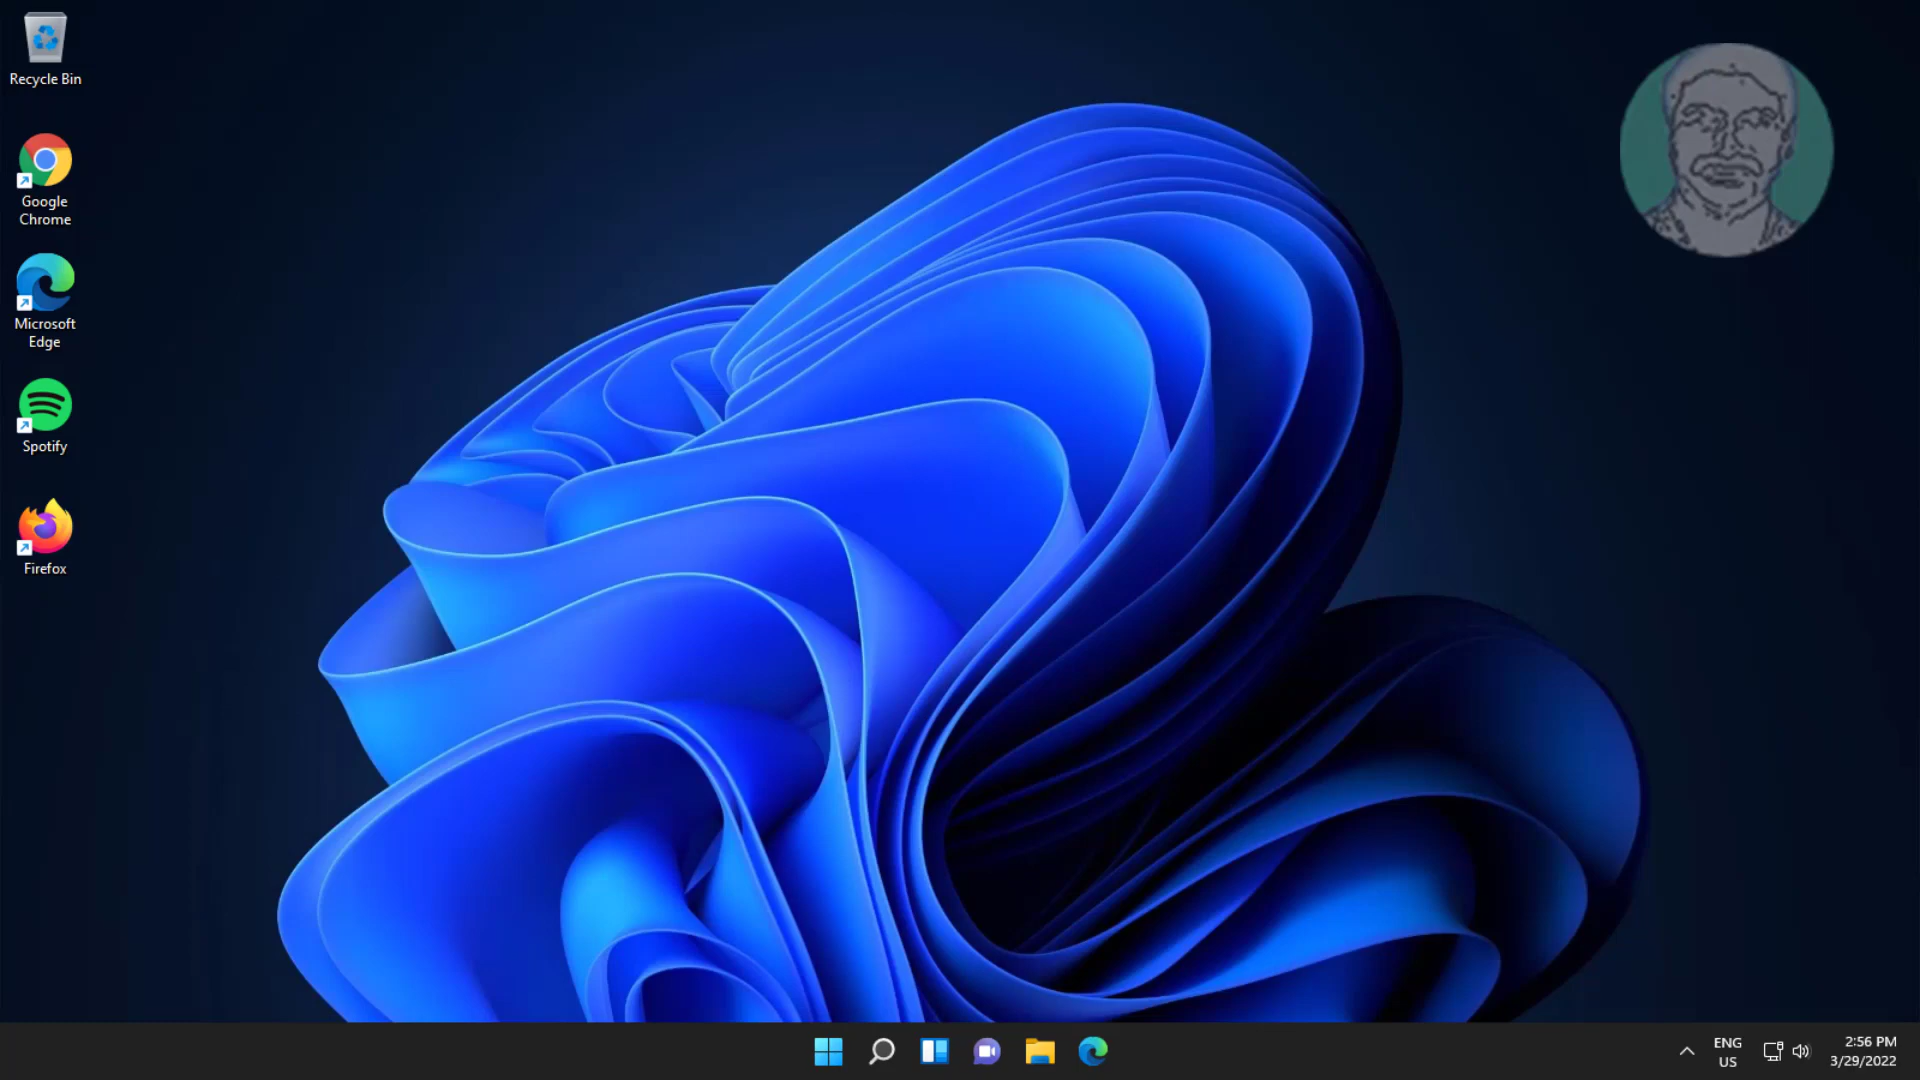 Recycle Bin
Google
Chrome
Microsoft
Edge
Spotify
Firefox
ENG
US
2:56 PM
3/29/2022